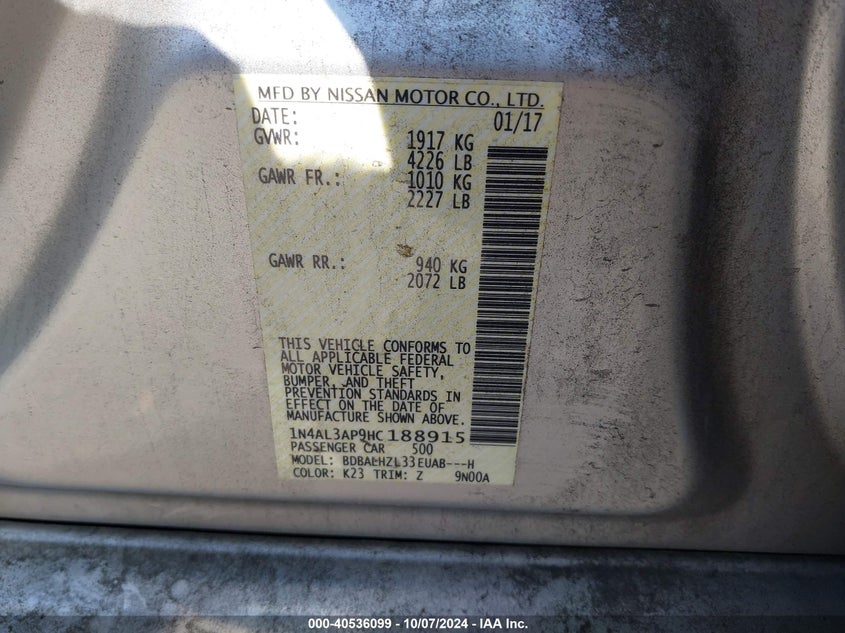 MFD BY NISSAN MOTOR CO., LTD.
DATE: 01/17
GVWR: 1917 KG
4226 LB
GAWR FR.: 1010 KG
2227 LB
GAWR RR.: 940 KG
2072 LB
THIS VEHICLE CONFORMS TO
ALL APPLICABLE FEDERAL
MOTOR VEHICLE SAFETY,
BUMPER, AND THEFT
PREVENTION STANDARDS IN
EFFECT ON THE DATE OF
MANUFACTURE SHOWN ABOVE.
1N4AL3AP9HC188915
PASSENGER CAR 500
MODEL: BDBALHZL33EUAB---H
COLOR: K23 TRIM: Z 9N00A
000-40536099 - 10/07/2024 - IAA Inc.